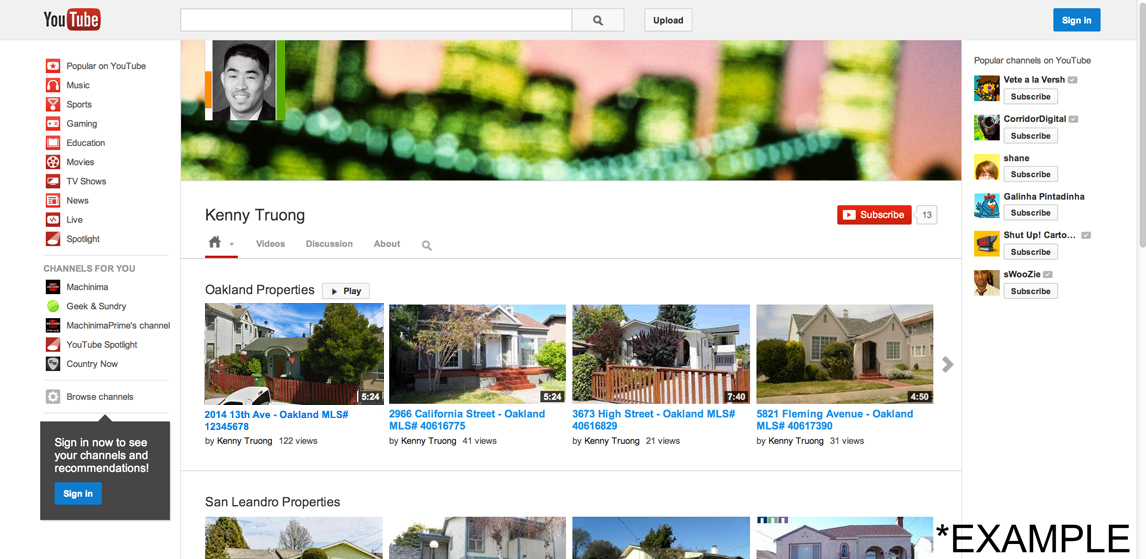 YouTube
Upload
Sign in
Popular on YouTube
Music
Sports
Gaming
Education
Movies
TV Shows
News
Live
Spotlight
CHANNELS FOR YOU
Machinima
Geek & Sundry
MachinimaPrime's channel
YouTube Spotlight
Country Now
Browse channels
Sign in now to see
your channels and
recommendations!
Sign in
Kenny Truong
Subscribe 13
Videos Discussion About
Oakland Properties Play
5:24
2014 13th Ave - Oakland MLS#
12345678
by Kenny Truong 122 views
5:24
2966 California Street - Oakland
MLS# 40616775
by Kenny Truong 41 views
7:40
3673 High Street - Oakland MLS#
40616829
by Kenny Truong 21 views
4:50
5821 Fleming Avenue - Oakland
MLS# 40617390
by Kenny Truong 31 views
San Leandro Properties
Popular channels on YouTube
Vete a la Versh
Subscribe
CorridorDigital
Subscribe
shane
Subscribe
Galinha Pintadinha
Subscribe
Shut Up! Carto...
Subscribe
sWooZie
Subscribe
*EXAMPLE